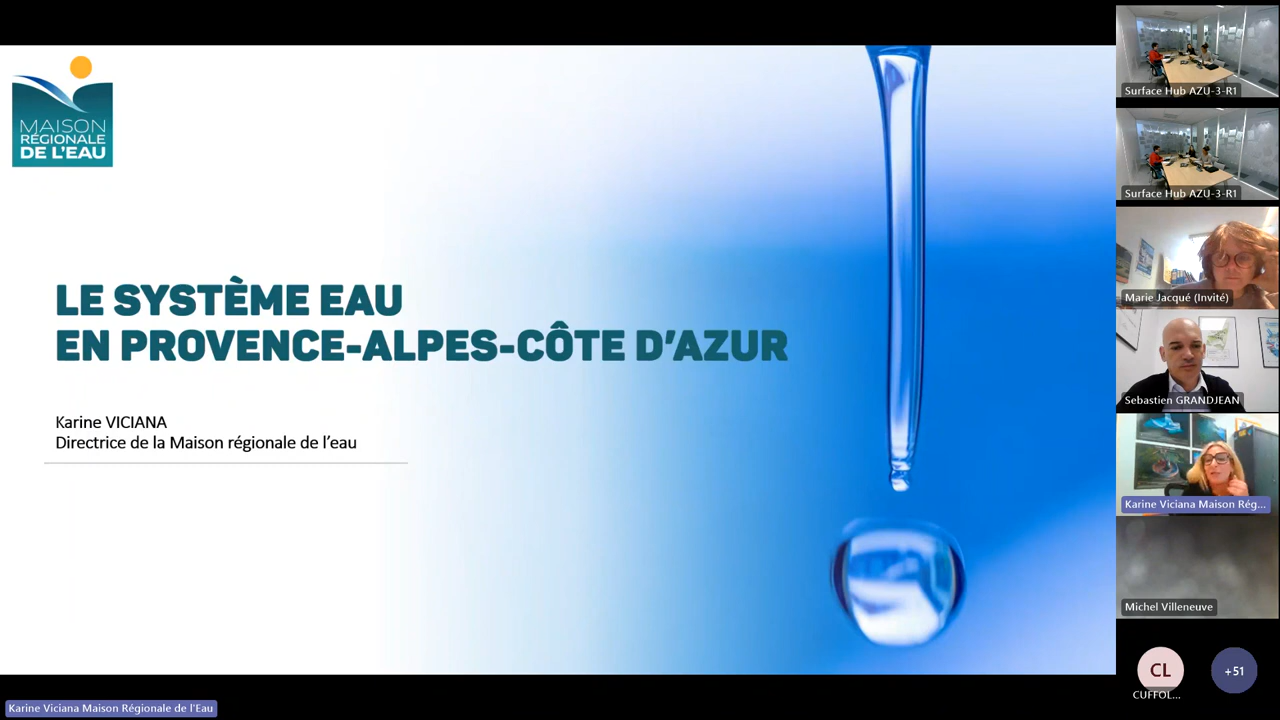 MAISON
RÉGIONALE
DE L'EAU
LE SYSTÈME EAU
EN PROVENCE-ALPES-CÔTE D'AZUR
Karine VICIANA
Directrice de la Maison régionale de l'eau
Surface Hub AZU-3-R1
Surface Hub AZU-3-R1
Marie Jacqué (Invité)
Sebastien GRANDJEAN
Karine Viciana Maison Rég...
Michel Villeneuve
CL
CUFFOL...
+51
Karine Viciana Maison Régionale de l'Eau